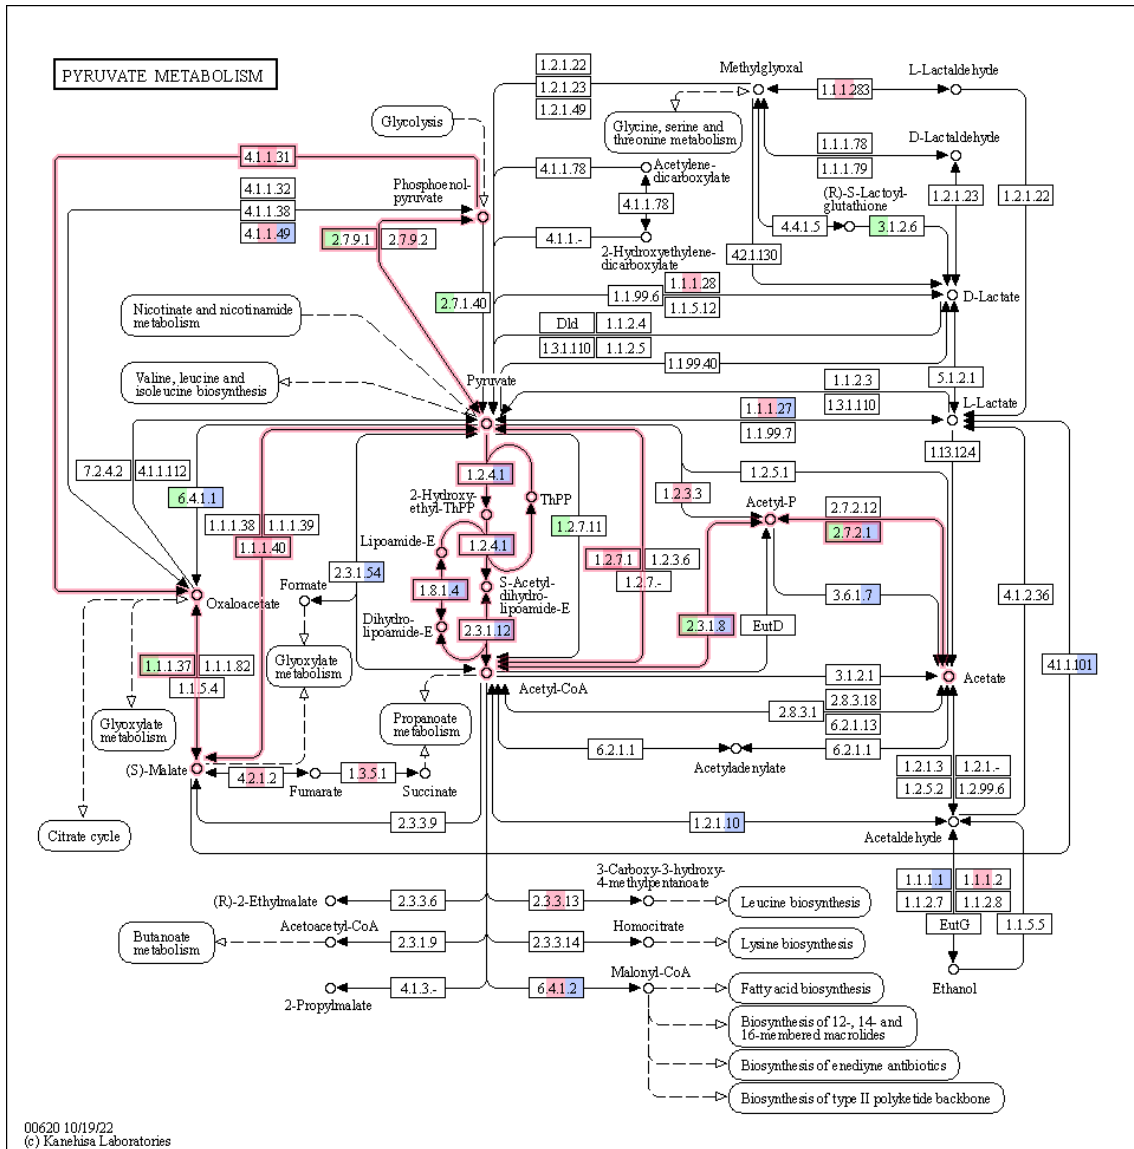 PYRUVATE METABOLISM
1.2.1.22
1.2.1.23
1.2.1.49
Methylglyoxal
1.1.1.283
L-Lactaldehyde
Glycolysis
Glycine, serine and
threonine metabolism
D-Lactaldehyde
1.1.1.78
1.1.1.79
4.1.1.31
4.1.1.32
4.1.1.38
4.1.1.49
Phosphoenol-
pyruvate
4.1.1.78
Acetylene-
dicarboxylate
4.1.1.78
(R)-S-Lactoyl-
glutathione
1.2.1.23
1.2.1.22
2.7.9.1
2.7.9.2
4.1.1.-
2-Hydroxyethylene-
dicarboxylate
4.2.1.130
4.4.1.5
3.1.2.6
1.1.1.28
1.1.99.6
1.1.5.12
D-Lactate
2.7.1.40
Nicotinate and nicotinamide
metabolism
Dld
1.1.2.4
1.3.1.110
1.1.2.5
1.1.99.40
Valine, leucine and
isoleucine biosynthesis
Pyruvate
1.1.2.3
1.3.1.110
5.1.2.1
L-Lactate
1.1.1.27
1.1.99.7
1.13.12.4
7.2.4.2
4.1.1.112
6.4.1.1
1.2.4.1
2-Hydroxy-
ethyl-ThPP
ThPP
1.2.5.1
1.2.3.3
Acetyl-P
2.7.2.12
2.7.2.1
1.1.1.38
1.1.1.39
1.1.1.40
Lipoamide-E
1.2.4.1
1.2.7.11
1.2.7.1
1.2.3.6
1.2.7.-
2.3.1.54
Formate
1.8.1.4
S-Acetyl-
dihydro-
lipoamide-E
3.6.1.7
4.1.2.36
Oxaloacetate
Dihydro-
lipoamide-E
2.3.1.12
2.3.1.8
EutD
1.1.1.37
1.1.1.82
1.1.5.4
Glyoxylate
metabolism
4.1.1.101
Acetyl-CoA
3.1.2.1
Acetate
Glyoxylate
metabolism
Propanoate
metabolism
2.8.3.1
2.8.3.18
6.2.1.13
6.2.1.1
6.2.1.1
Acetyladenylate
(S)-Malate
4.2.1.2
Fumarate
1.3.5.1
Succinate
1.2.1.3
1.2.1.-
1.2.5.2
1.2.99.6
Citrate cycle
2.3.3.9
1.2.1.10
Acetaldehyde
3-Carboxy-3-hydroxy-
4-methylpentanoate
1.1.1.1
1.1.1.2
1.1.2.7
1.1.2.8
EutG
1.1.5.5
Ethanol
(R)-2-Ethylmalate
2.3.3.6
2.3.3.13
Leucine biosynthesis
Butanoate
metabolism
Acetoacetyl-CoA
2.3.1.9
2.3.3.14
Homocitrate
Lysine biosynthesis
2-Propylmalate
4.1.3.-
6.4.1.2
Malonyl-CoA
Fatty acid biosynthesis
Biosynthesis of 12-, 14- and
16-membered macrolides
Biosynthesis of enediyne antibiotics
Biosynthesis of type II polyketide backbone
00620 10/19/22
(c) Kanehisa Laboratories